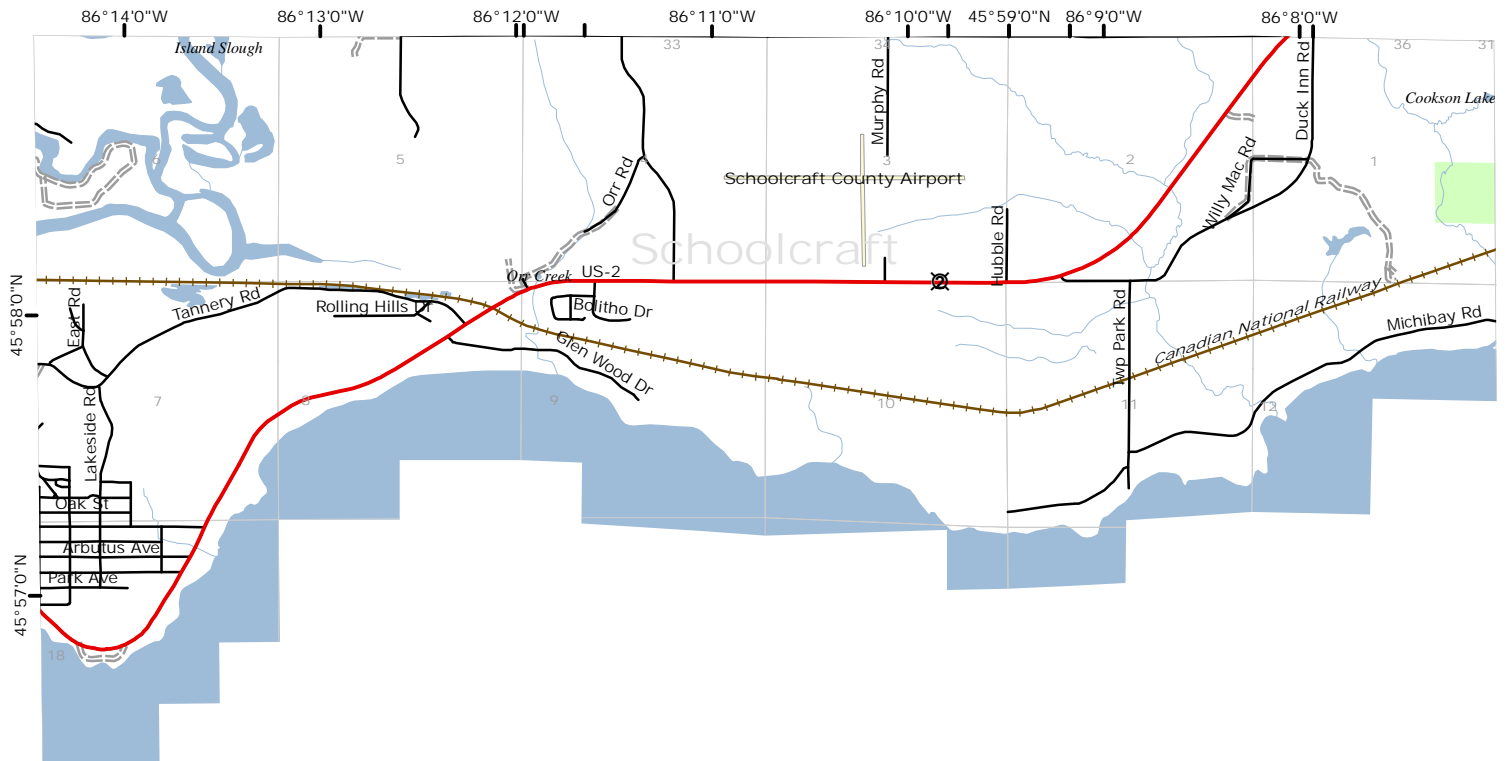 86°14'0"W 86°13'0"W 86°12'0"W 86°11'0"W 86°10'0"W 45°59'0"N 86°9'0"W 86°8'0"W
Island Slough
33
34
36
31
Murphy Rd
Duck Inn Rd
Cookson Lake
6
5
4
3
2
1
Orr Rd
Schoolcraft County Airport
Willy Mac Rd
Hubble Rd
Schoolcraft
Orr Creek
US-2
2
45°58'0"N
East Rd
Tannery Rd
Rolling Hills Dr
Bolitho Dr
Glen Wood Dr
Twp Park Rd
Canadian National Railway
Michibay Rd
Lakeside Rd
7
8
9
10
11
12
Oak St
Arbutus Ave
Park Ave
45°57'0"N
18